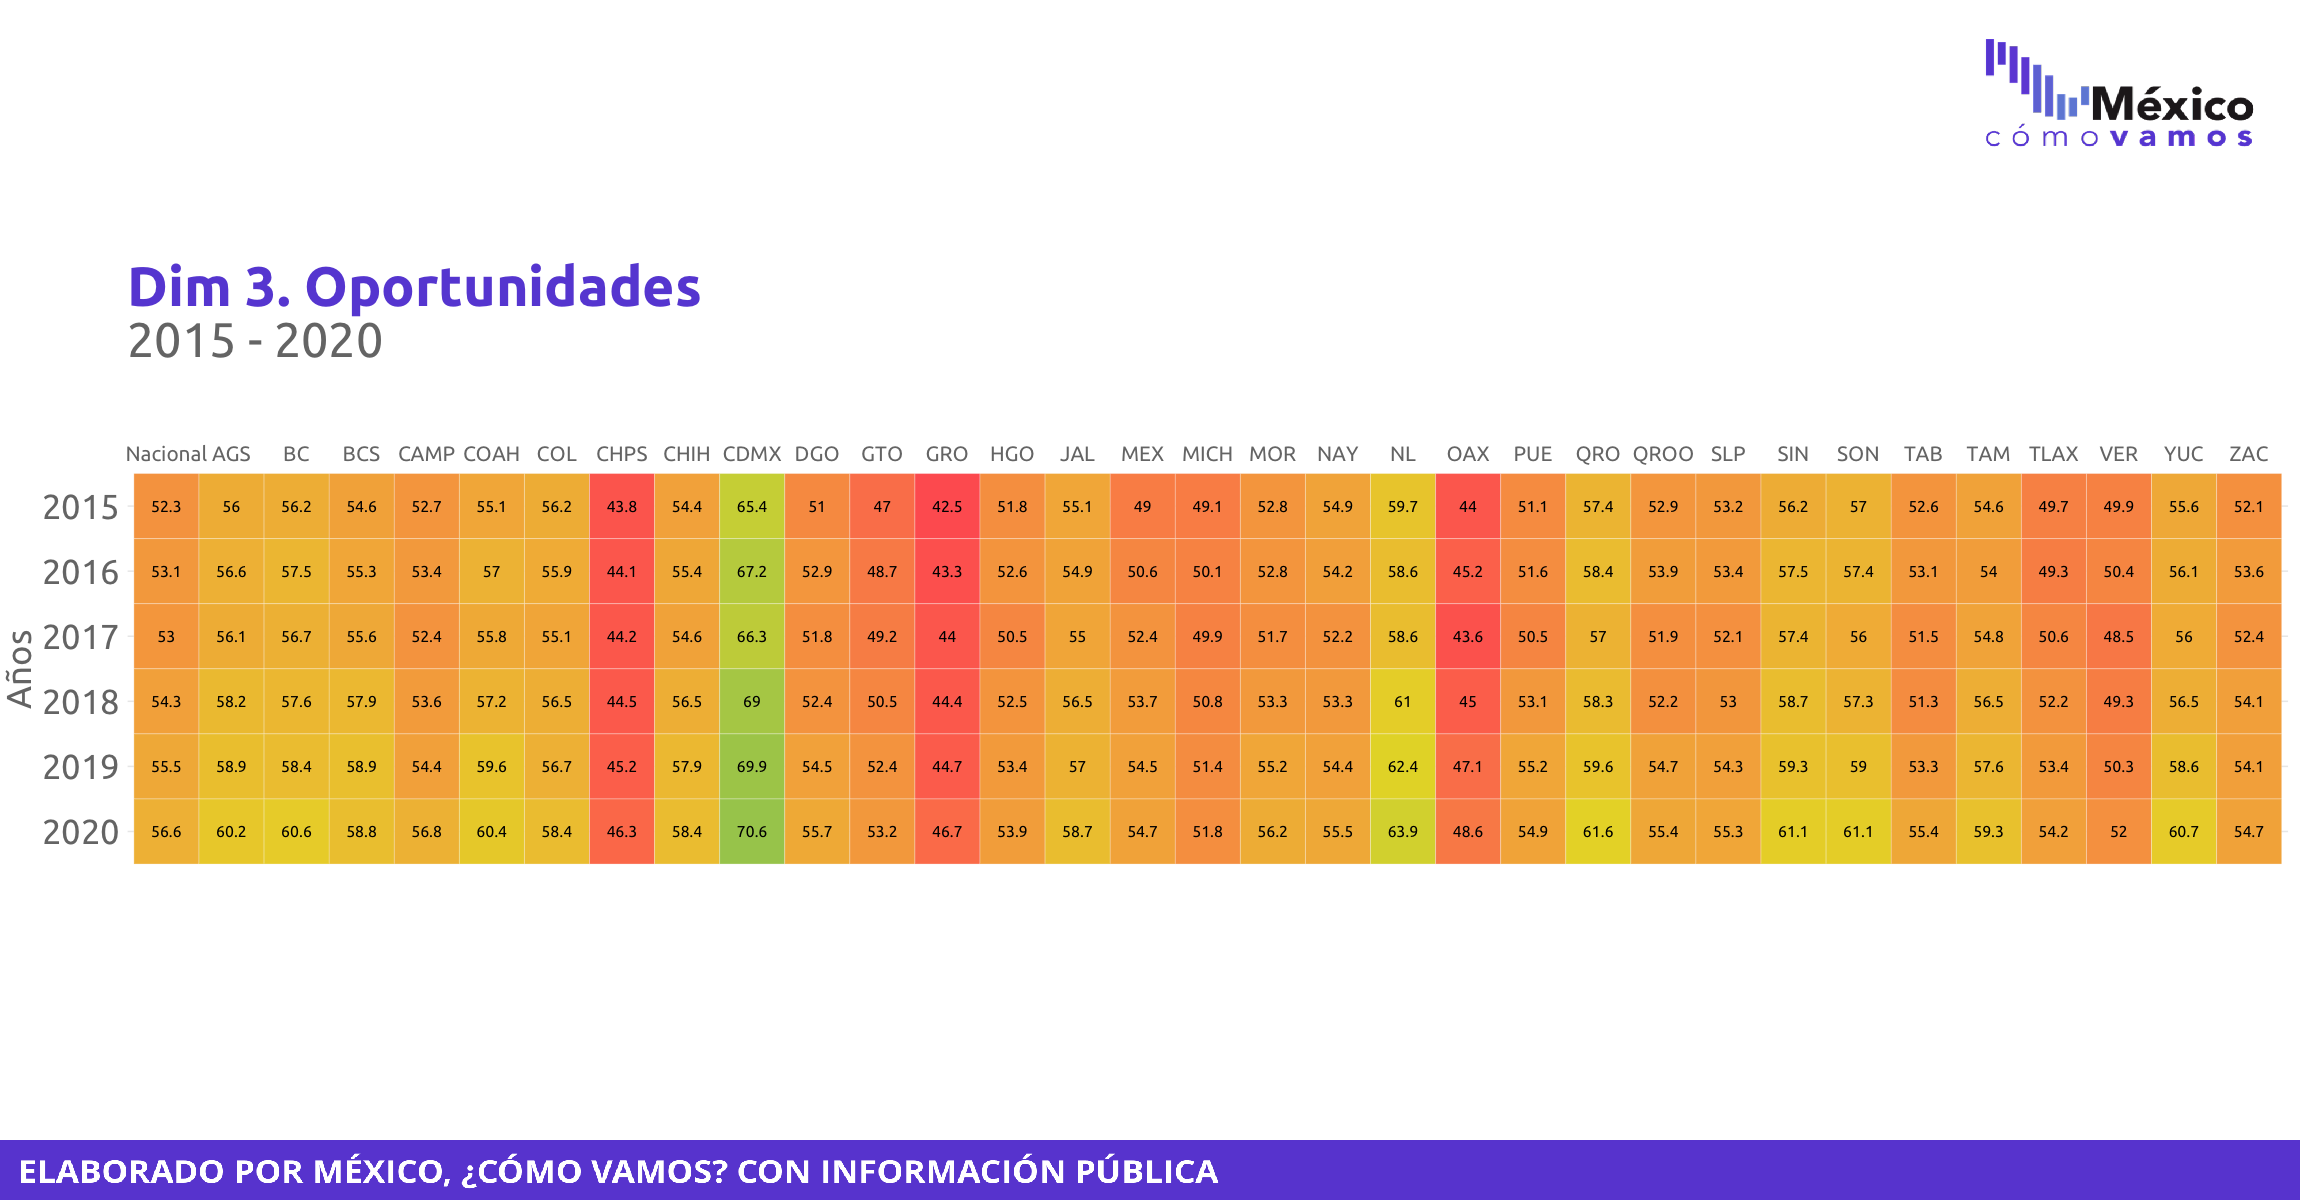 México
cómovamos
Dim 3. Oportunidades
2015 - 2020
Nacional AGS BC BCS CAMP COAH COL CHPS CHIH CDMX DGO GTO GRO HGO JAL MEX MICH MOR NAY NL OAX PUE QRO QROO SLP SIN SON TAB TAM TLAX VER YUC ZAC
2015 52.3 56 56.2 54.6 52.7 55.1 56.2 43.8 54.4 65.4 51 47 42.5 51.8 55.1 49 49.1 52.8 54.9 59.7 44 51.1 57.4 52.9 53.2 56.2 57 52.6 54.6 49.7 49.9 55.6 52.1
2016 53.1 56.6 57.5 55.3 53.4 57 55.9 44.1 55.4 67.2 52.9 48.7 43.3 52.6 54.9 50.6 50.1 52.8 54.2 58.6 45.2 51.6 58.4 53.9 53.4 57.5 57.4 53.1 54 49.3 50.4 56.1 53.6
2017 53 56.1 56.7 55.6 52.4 55.8 55.1 44.2 54.6 66.3 51.8 49.2 44 50.5 55 52.4 49.9 51.7 52.2 58.6 43.6 50.5 57 51.9 52.1 57.4 56 51.5 54.8 50.6 48.5 56 52.4
2018 54.3 58.2 57.6 57.9 53.6 57.2 56.5 44.5 56.5 69 52.4 50.5 44.4 52.5 56.5 53.7 50.8 53.3 53.3 61 45 53.1 58.3 52.2 53 58.7 57.3 51.3 56.5 52.2 49.3 56.5 54.1
2019 55.5 58.9 58.4 58.9 54.4 59.6 56.7 45.2 57.9 69.9 54.5 52.4 44.7 53.4 57 54.5 51.4 55.2 54.4 62.4 47.1 55.2 59.6 54.7 54.3 59.3 59 53.3 57.6 53.4 50.3 58.6 54.1
2020 56.6 60.2 60.6 58.8 56.8 60.4 58.4 46.3 58.4 70.6 55.7 53.2 46.7 53.9 58.7 54.7 51.8 56.2 55.5 63.9 48.6 54.9 61.6 55.4 55.3 61.1 61.1 55.4 59.3 54.2 52 60.7 54.7
Años
ELABORADO POR MÉXICO, ¿CÓMO VAMOS? CON INFORMACIÓN PÚBLICA